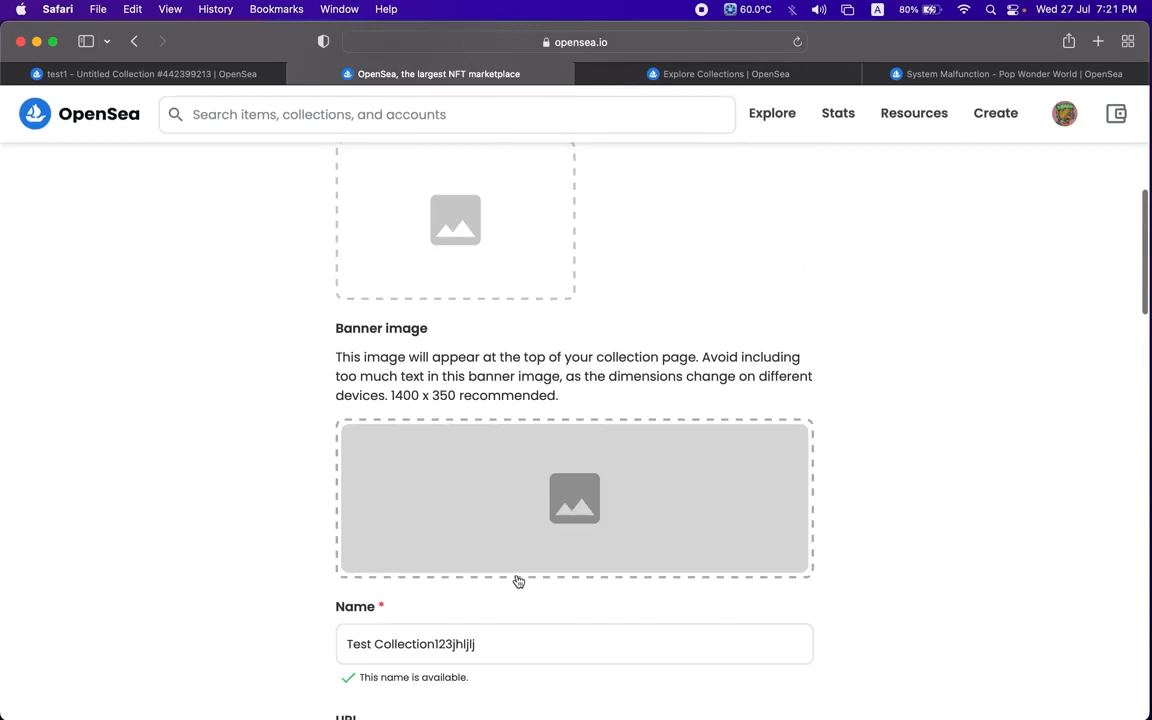 Safari File Edit View History Bookmarks Window Help 60.0°C A 80% Wed 27 Jul 7:21 PM
opensea.io
test1 - Untitled Collection #442399213 | OpenSea
OpenSea, the largest NFT marketplace
Explore Collections | OpenSea
System Malfunction - Pop Wonder World | OpenSea
OpenSea
Search items, collections, and accounts
Explore Stats Resources Create
Banner image
This image will appear at the top of your collection page. Avoid including
too much text in this banner image, as the dimensions change on different
devices. 1400 x 350 recommended.
Name *
Test Collection123jhljlj
This name is available.
URL